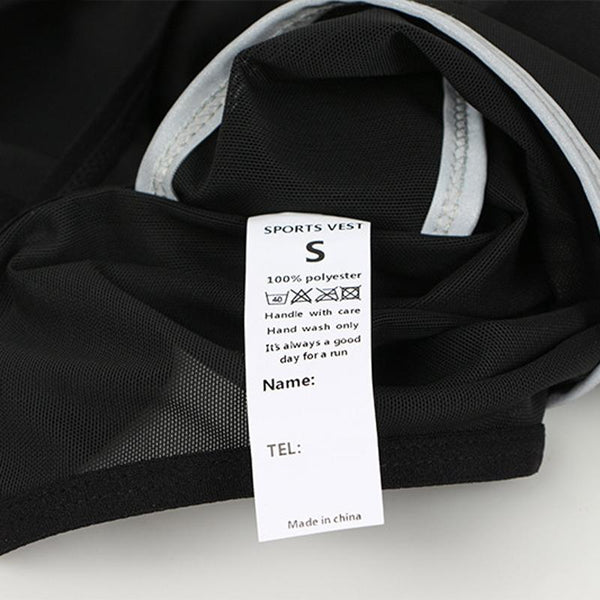 SPORTS VEST
S
100% polyester
40
Handle with care
Hand wash only
It's always a good
day for a run
Name:
TEL:
Made in china